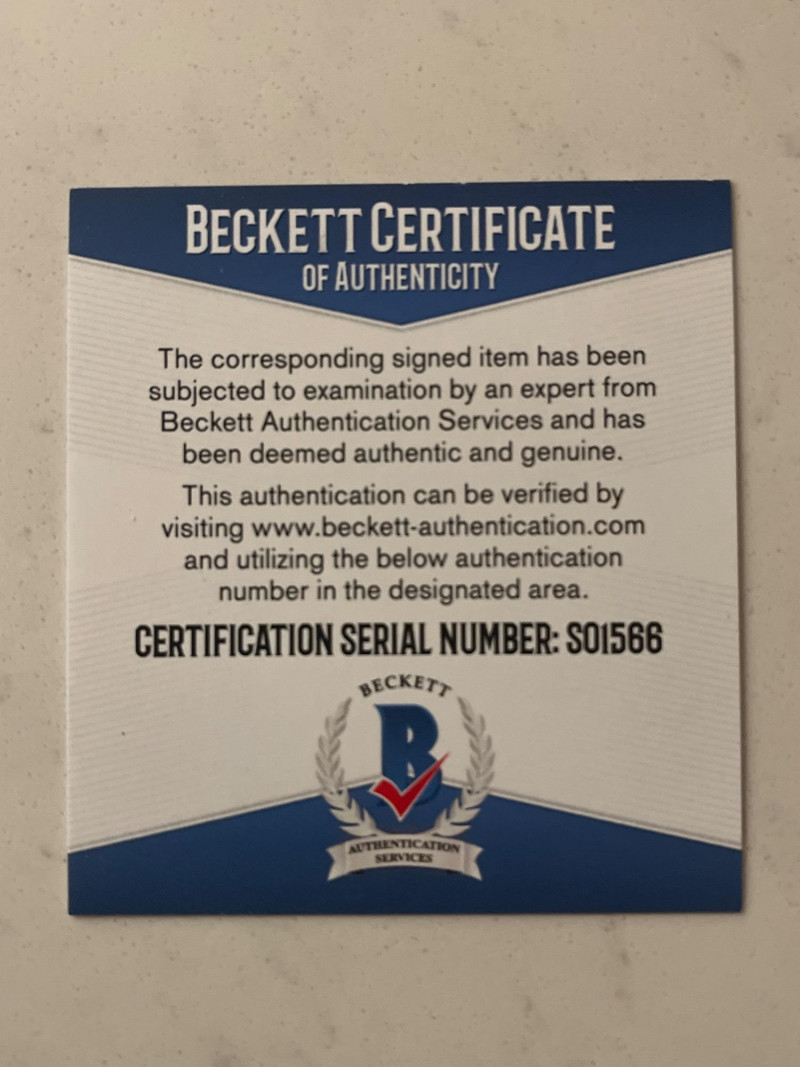 BECKETT CERTIFICATE
OF AUTHENTICITY
The corresponding signed item has been
subjected to examination by an expert from
Beckett Authentication Services and has
been deemed authentic and genuine.
This authentication can be verified by
visiting www.beckett-authentication.com
and utilizing the below authentication
number in the designated area.
CERTIFICATION SERIAL NUMBER: S01566
BECKETT
B
AUTHENTICATION
SERVICES